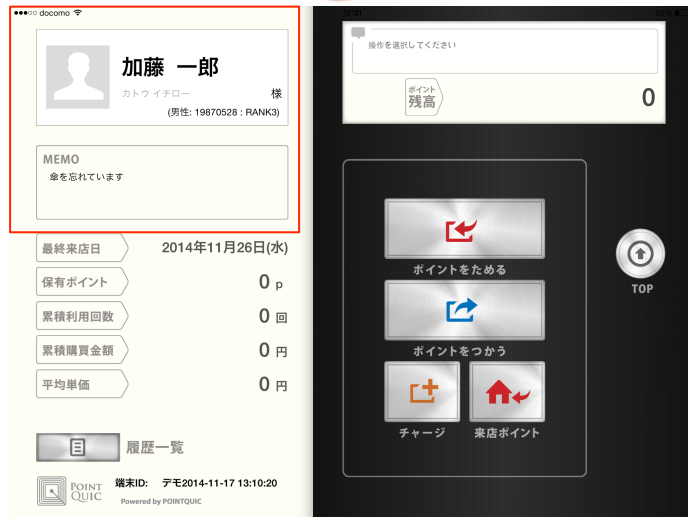 docomo
加藤 一郎
カトウ イチロー 様
(男性: 19870528 : RANK3)
MEMO
傘を忘れています
最終来店日 2014年11月26日(水)
保有ポイント 0 p
累積利用回数 0 回
累積購買金額 0 円
平均単価 0 円
履歴一覧
POINT QUIC
端末ID: デモ2014-11-17 13:10:20
Powered by POINTQUIC
操作を選択してください
ポイント残高 0
ポイントをためる
ポイントをつかう
チャージ 来店ポイント
TOP